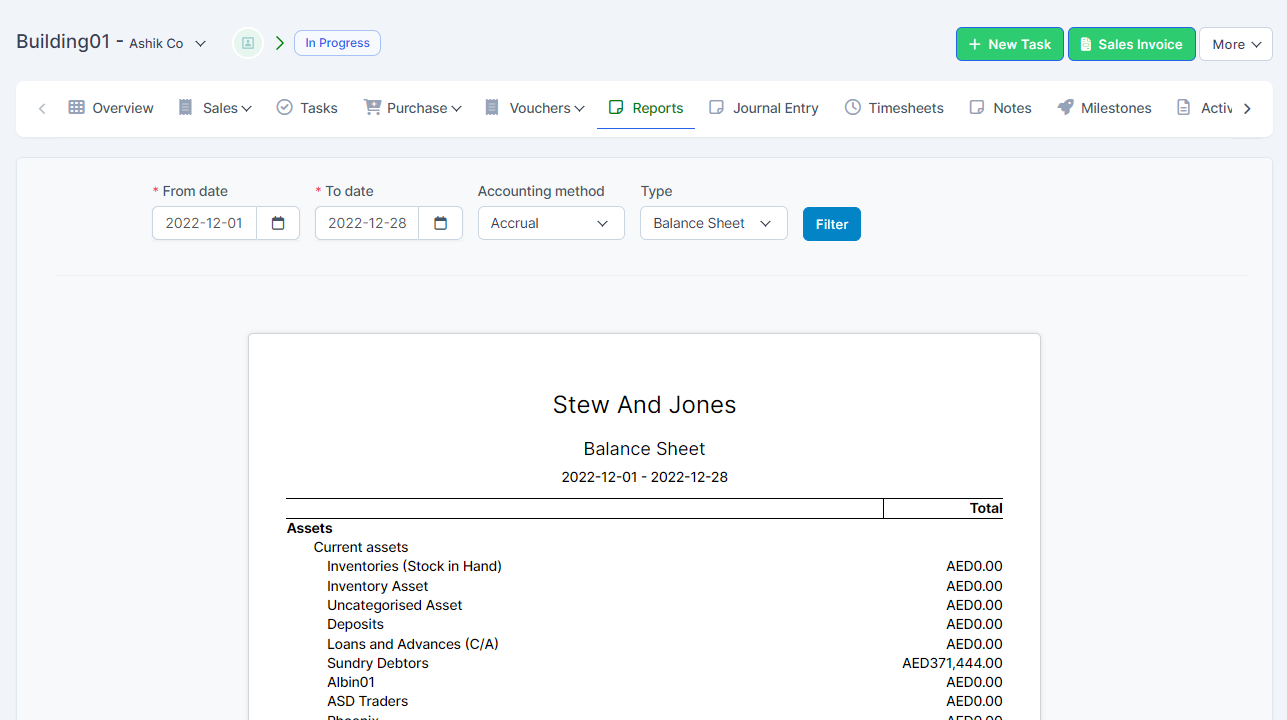 Building01 - Ashik Co
In Progress
New Task
Sales Invoice
More
Overview
Sales
Tasks
Purchase
Vouchers
Reports
Journal Entry
Timesheets
Notes
Milestones
Activ
* From date
* To date
Accounting method
Type
2022-12-01
2022-12-28
Accrual
Balance Sheet
Filter
Stew And Jones
Balance Sheet
2022-12-01 - 2022-12-28
Total
Assets
Current assets
Inventories (Stock in Hand) AED0.00
Inventory Asset AED0.00
Uncategorised Asset AED0.00
Deposits AED0.00
Loans and Advances (C/A) AED0.00
Sundry Debtors AED371,444.00
Albin01 AED0.00
ASD Traders AED0.00
Phoenix AED0.00